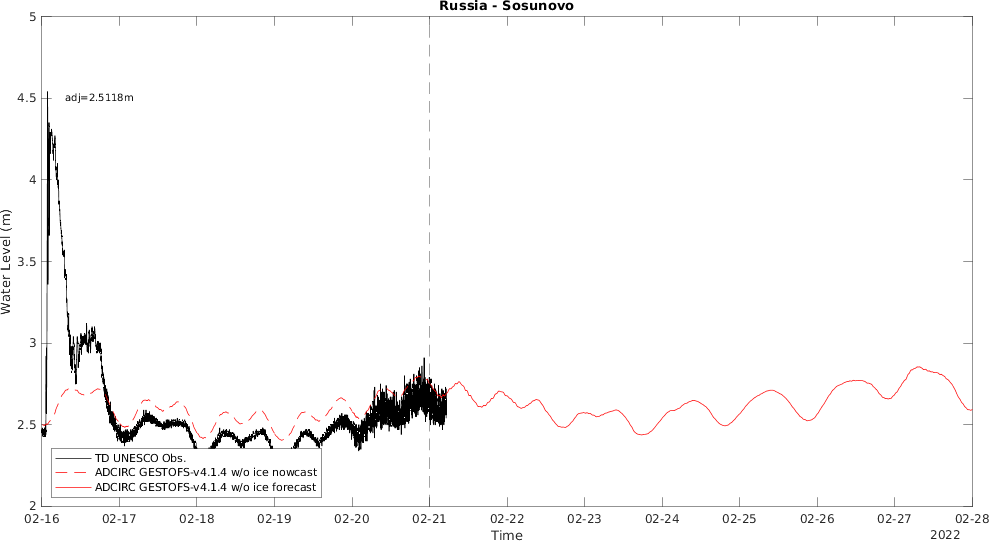 Russia - Sosunovo
5
4.5
4
3.5
3
2.5
2
Water Level (m)
adj=2.5118m
TD UNESCO Obs.
ADCIRC GESTOFS-v4.1.4 w/o ice nowcast
ADCIRC GESTOFS-v4.1.4 w/o ice forecast
02-16 02-17 02-18 02-19 02-20 02-21 02-22 02-23 02-24 02-25 02-26 02-27 02-28
Time
2022